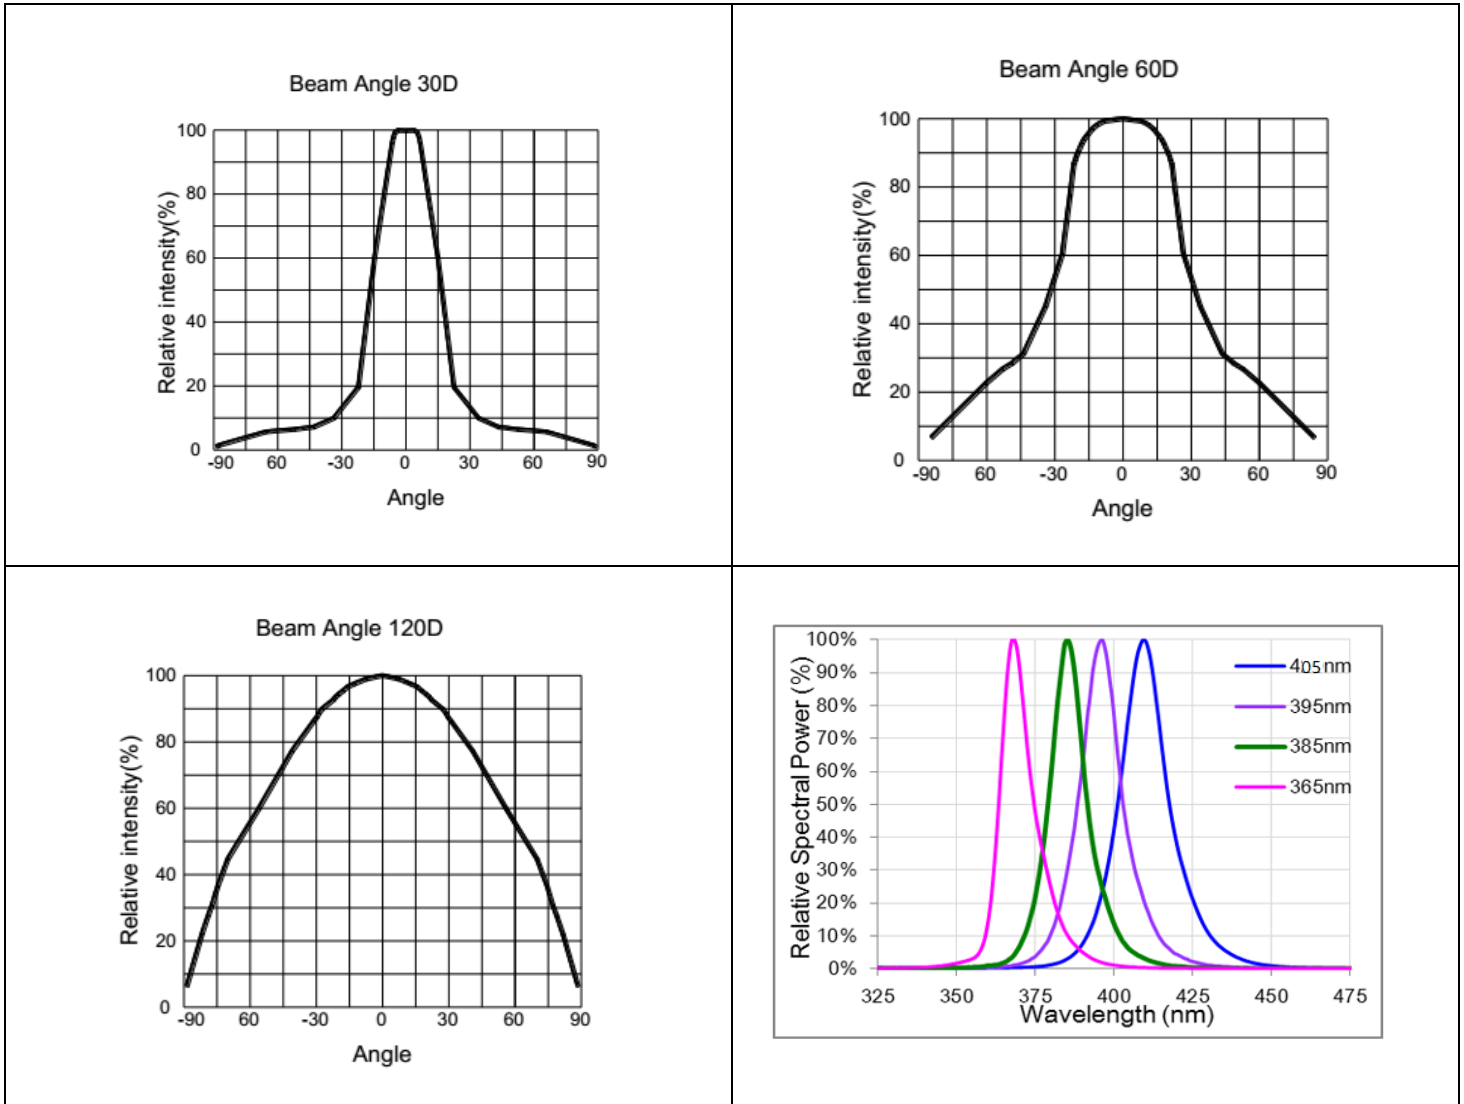 Beam Angle 30D
Relative intensity(%)
100
80
60
40
20
0
-90 60 -30 0 30 60 90
Angle
Beam Angle 60D
Relative intensity(%)
100
80
60
40
20
0
-90 60 -30 0 30 60 90
Angle
Beam Angle 120D
Relative intensity(%)
100
80
60
40
20
0
-90 60 -30 0 30 60 90
Angle
Relative Spectral Power (%)
100%
90%
80%
70%
60%
50%
40%
30%
20%
10%
0%
325 350 375 400 425 450 475
Wavelength (nm)
405 nm
395nm
385nm
365nm